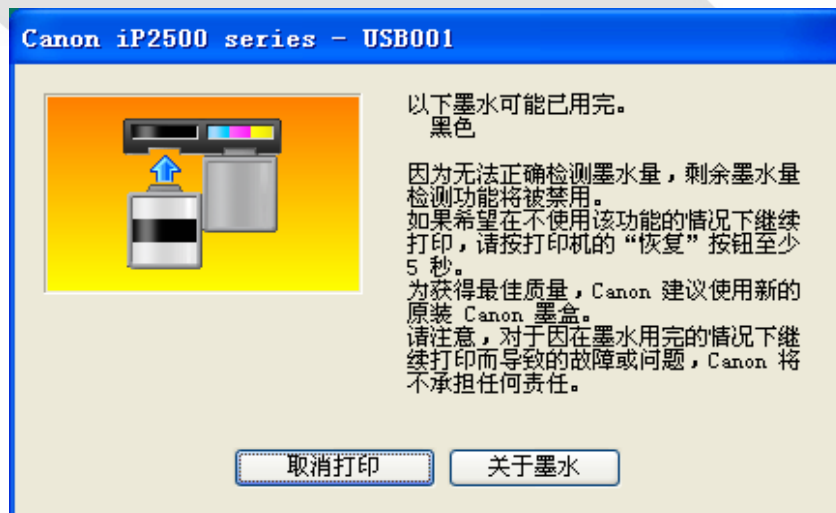 Canon iP2500 series - USB001
以下墨水可能已用完。
黑色
因为无法正确检测墨水量，剩余墨水量
检测功能将被禁用。
如果希望在不使用该功能的情况下继续
打印，请按打印机的“恢复”按钮至少
5 秒。
为获得最佳质量，Canon 建议使用新的
原装 Canon 墨盒。
请注意，对于因在墨水用完的情况下继
续打印而导致的故障或问题，Canon 将
不承担任何责任。
取消打印
关于墨水